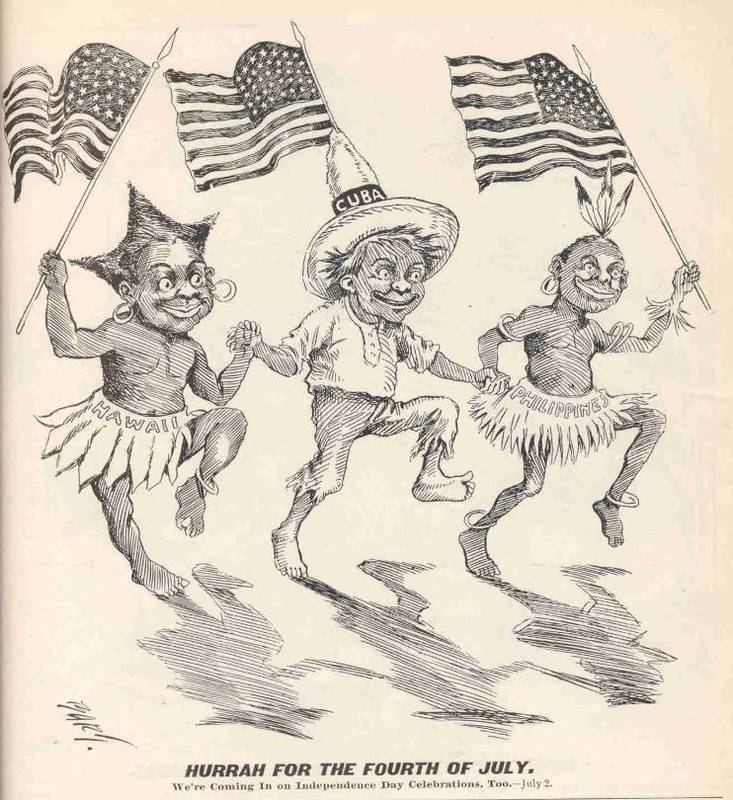 CUBA
HAWAII
PHILIPPINES
HURRAH FOR THE FOURTH OF JULY.
We're Coming In on Independence Day Celebrations, Too.—July 2.